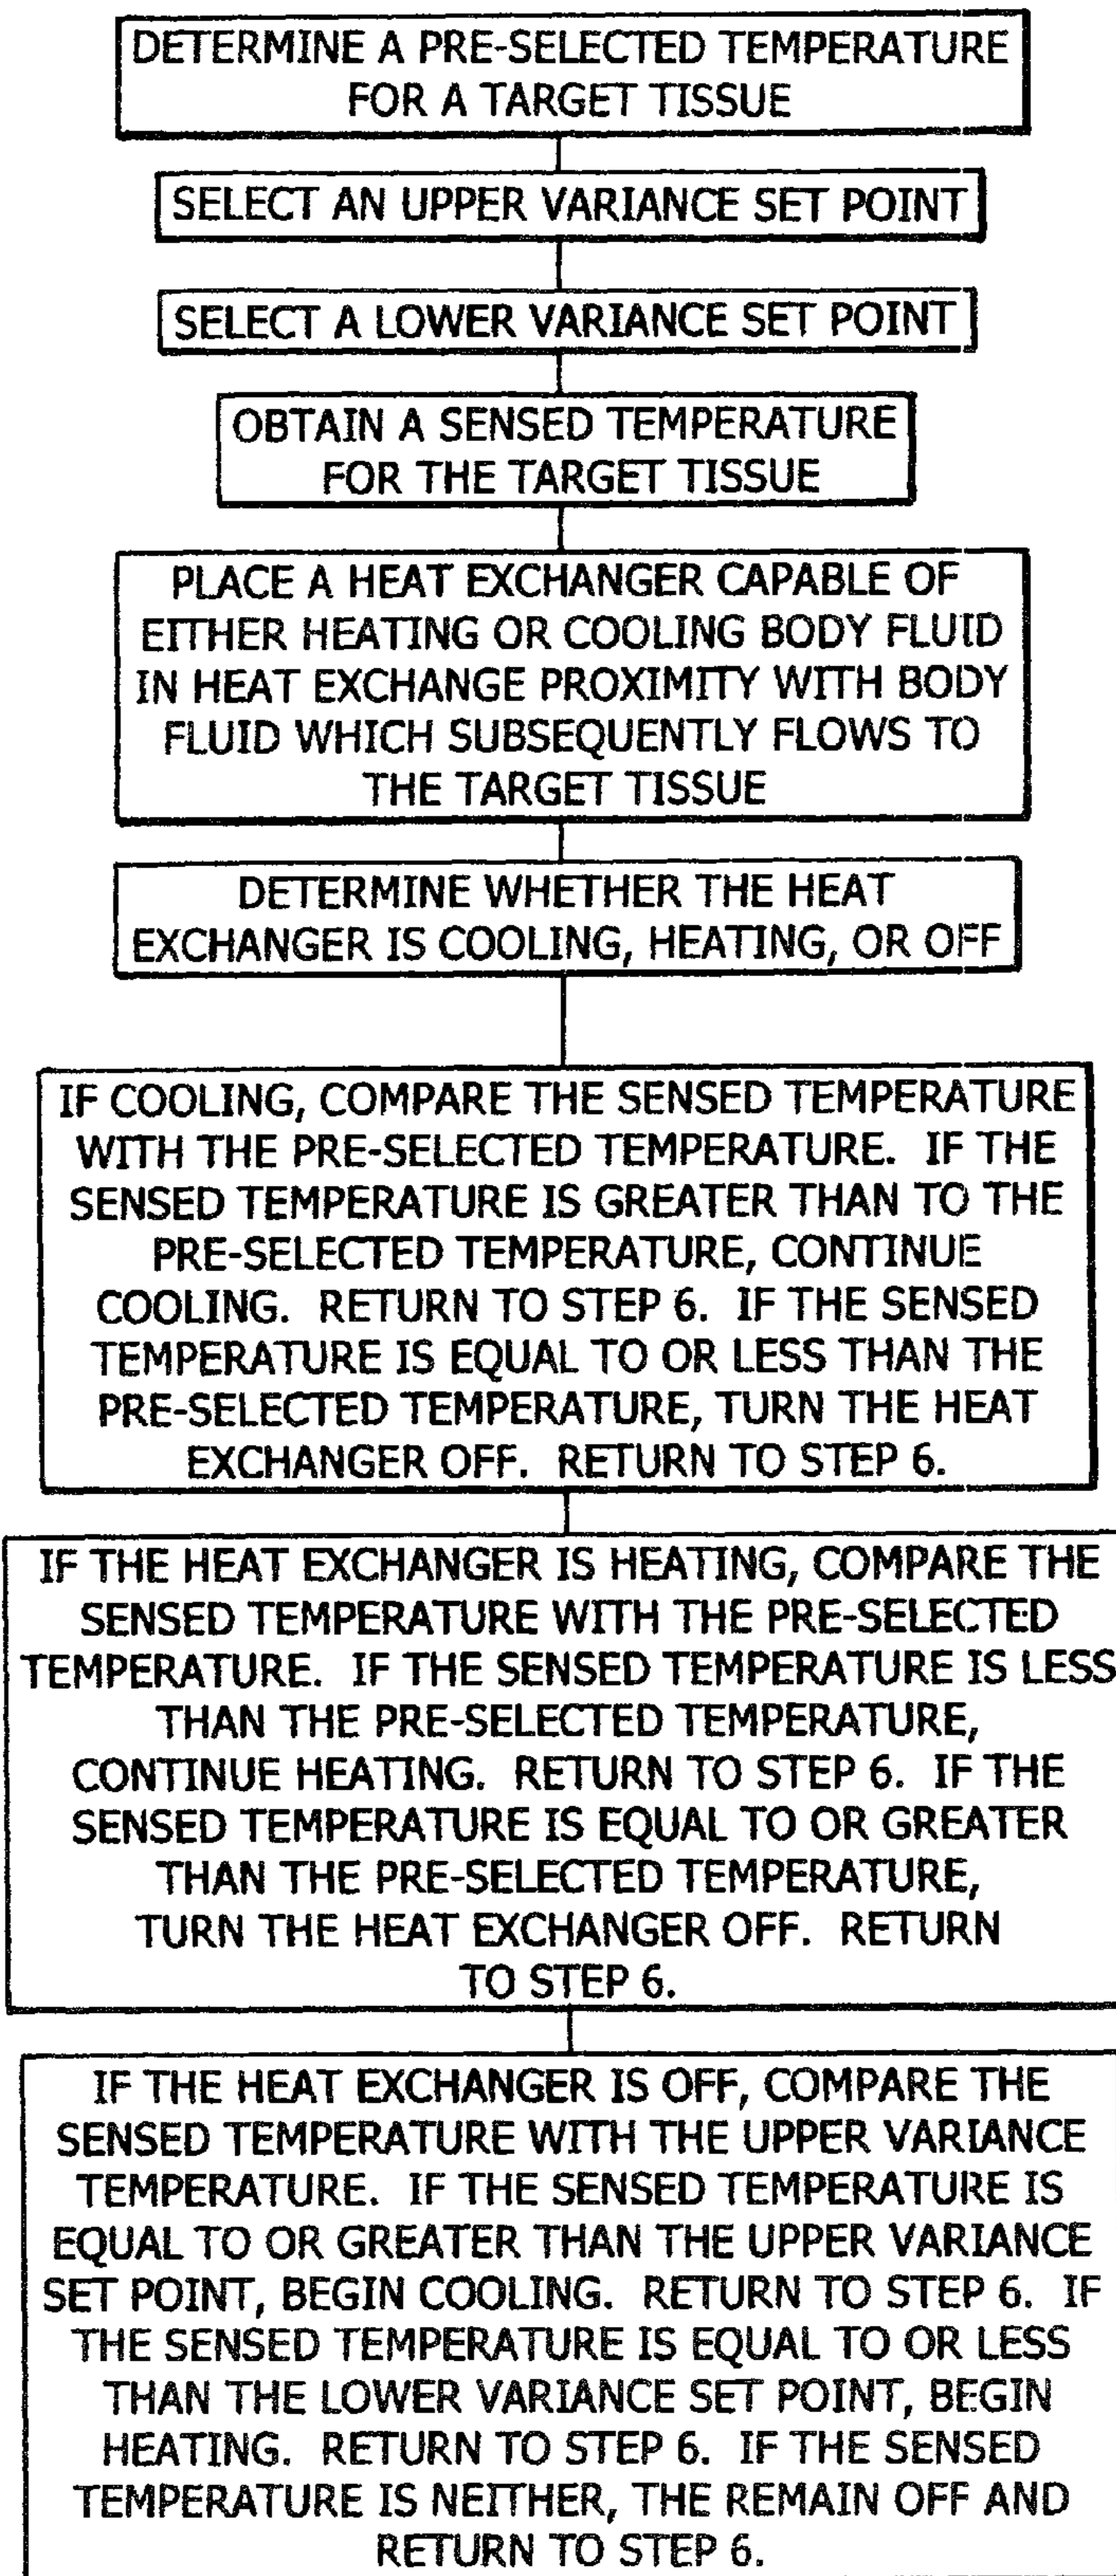 DETERMINE A PRE-SELECTED TEMPERATURE
FOR A TARGET TISSUE
SELECT AN UPPER VARIANCE SET POINT
SELECT A LOWER VARIANCE SET POINT
OBTAIN A SENSED TEMPERATURE
FOR THE TARGET TISSUE
PLACE A HEAT EXCHANGER CAPABLE OF
EITHER HEATING OR COOLING BODY FLUID
IN HEAT EXCHANGE PROXIMITY WITH BODY
FLUID WHICH SUBSEQUENTLY FLOWS TO
THE TARGET TISSUE
DETERMINE WHETHER THE HEAT
EXCHANGER IS COOLING, HEATING, OR OFF
IF COOLING, COMPARE THE SENSED TEMPERATURE
WITH THE PRE-SELECTED TEMPERATURE. IF THE
SENSED TEMPERATURE IS GREATER THAN TO THE
PRE-SELECTED TEMPERATURE, CONTINUE
COOLING. RETURN TO STEP 6. IF THE SENSED
TEMPERATURE IS EQUAL TO OR LESS THAN THE
PRE-SELECTED TEMPERATURE, TURN THE HEAT
EXCHANGER OFF. RETURN TO STEP 6.
IF THE HEAT EXCHANGER IS HEATING, COMPARE THE
SENSED TEMPERATURE WITH THE PRE-SELECTED
TEMPERATURE. IF THE SENSED TEMPERATURE IS LESS
THAN THE PRE-SELECTED TEMPERATURE,
CONTINUE HEATING. RETURN TO STEP 6. IF THE
SENSED TEMPERATURE IS EQUAL TO OR GREATER
THAN THE PRE-SELECTED TEMPERATURE,
TURN THE HEAT EXCHANGER OFF. RETURN
TO STEP 6.
IF THE HEAT EXCHANGER IS OFF, COMPARE THE
SENSED TEMPERATURE WITH THE UPPER VARIANCE
TEMPERATURE. IF THE SENSED TEMPERATURE IS
EQUAL TO OR GREATER THAN THE UPPER VARIANCE
SET POINT, BEGIN COOLING. RETURN TO STEP 6. IF
THE SENSED TEMPERATURE IS EQUAL TO OR LESS
THAN THE LOWER VARIANCE SET POINT, BEGIN
HEATING. RETURN TO STEP 6. IF THE SENSED
TEMPERATURE IS NEITHER, THE REMAIN OFF AND
RETURN TO STEP 6.